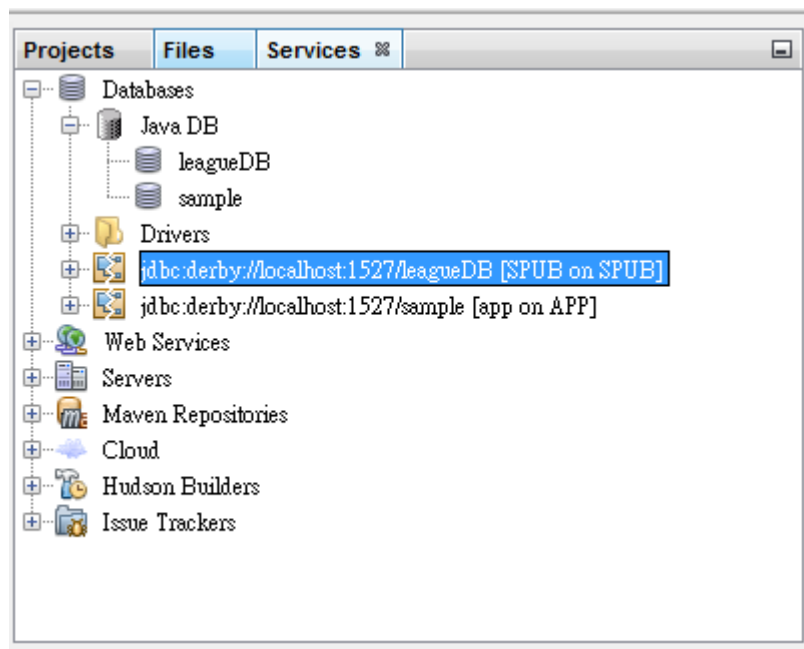 Projects Files Services
Databases
Java DB
leagueDB
sample
Drivers
jdbc:derby://localhost:1527/leagueDB [SPUB on SPUB]
jdbc:derby://localhost:1527/sample [app on APP]
Web Services
Servers
Maven Repositories
Cloud
Hudson Builders
Issue Trackers